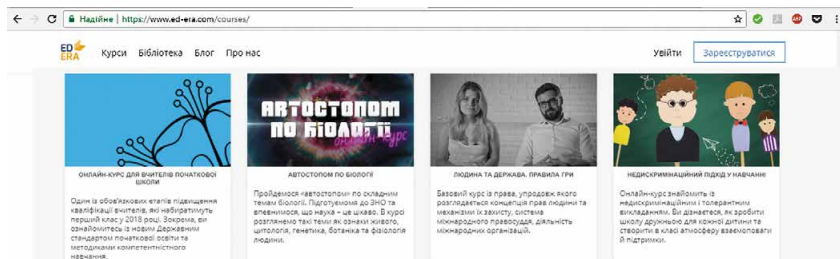 Надійне | https://www.ed-era.com/courses/
ED
ERA
Курси Бібліотека Блог Про нас
Увійти Зареєструватися
АВТОСТОПОМ
ПО БІОЛОГІЇ
онлайн-курс
ОНЛАЙН-КУРС ДЛЯ ВЧИТЕЛІВ ПОЧАТКОВОЇ
ШКОЛИ
Один із обов'язкових етапів підвищення
кваліфікації вчителів, які набиратимуть
перший клас у 2018 році. Зокрема, ви
ознайомитесь із новим Державним
стандартом початкової освіти та
методиками компетентністного
навчання.
АВТОСТОПОМ ПО БІОЛОГІЇ
Пройдемося «автостопом» по складним
темам біології. Підготуємося до ЗНО та
впевнимося, що наука – це цікаво. В курсі
розглянемо такі теми як ознаки живого,
цитологія, генетика, ботаніка та фізіологія
людини.
ЛЮДИНА ТА ДЕРЖАВА. ПРАВИЛА ГРИ
Базовий курс із права, упродовж якого
розглядається концепція прав людини та
механізми їх захисту, система
міжнародного правосуддя, діяльність
міжнародних організацій.
НЕДИСКРИМІНАЦІЙНИЙ ПІДХІД У НАВЧАННІ
Онлайн-курс знайомить із
недискримінаційним і толерантним
викладанням. Ви дізнаєтеся, як зробити
школу дружньою для кожної дитини та
створити в класі атмосферу взаємоповаги
й підтримки.